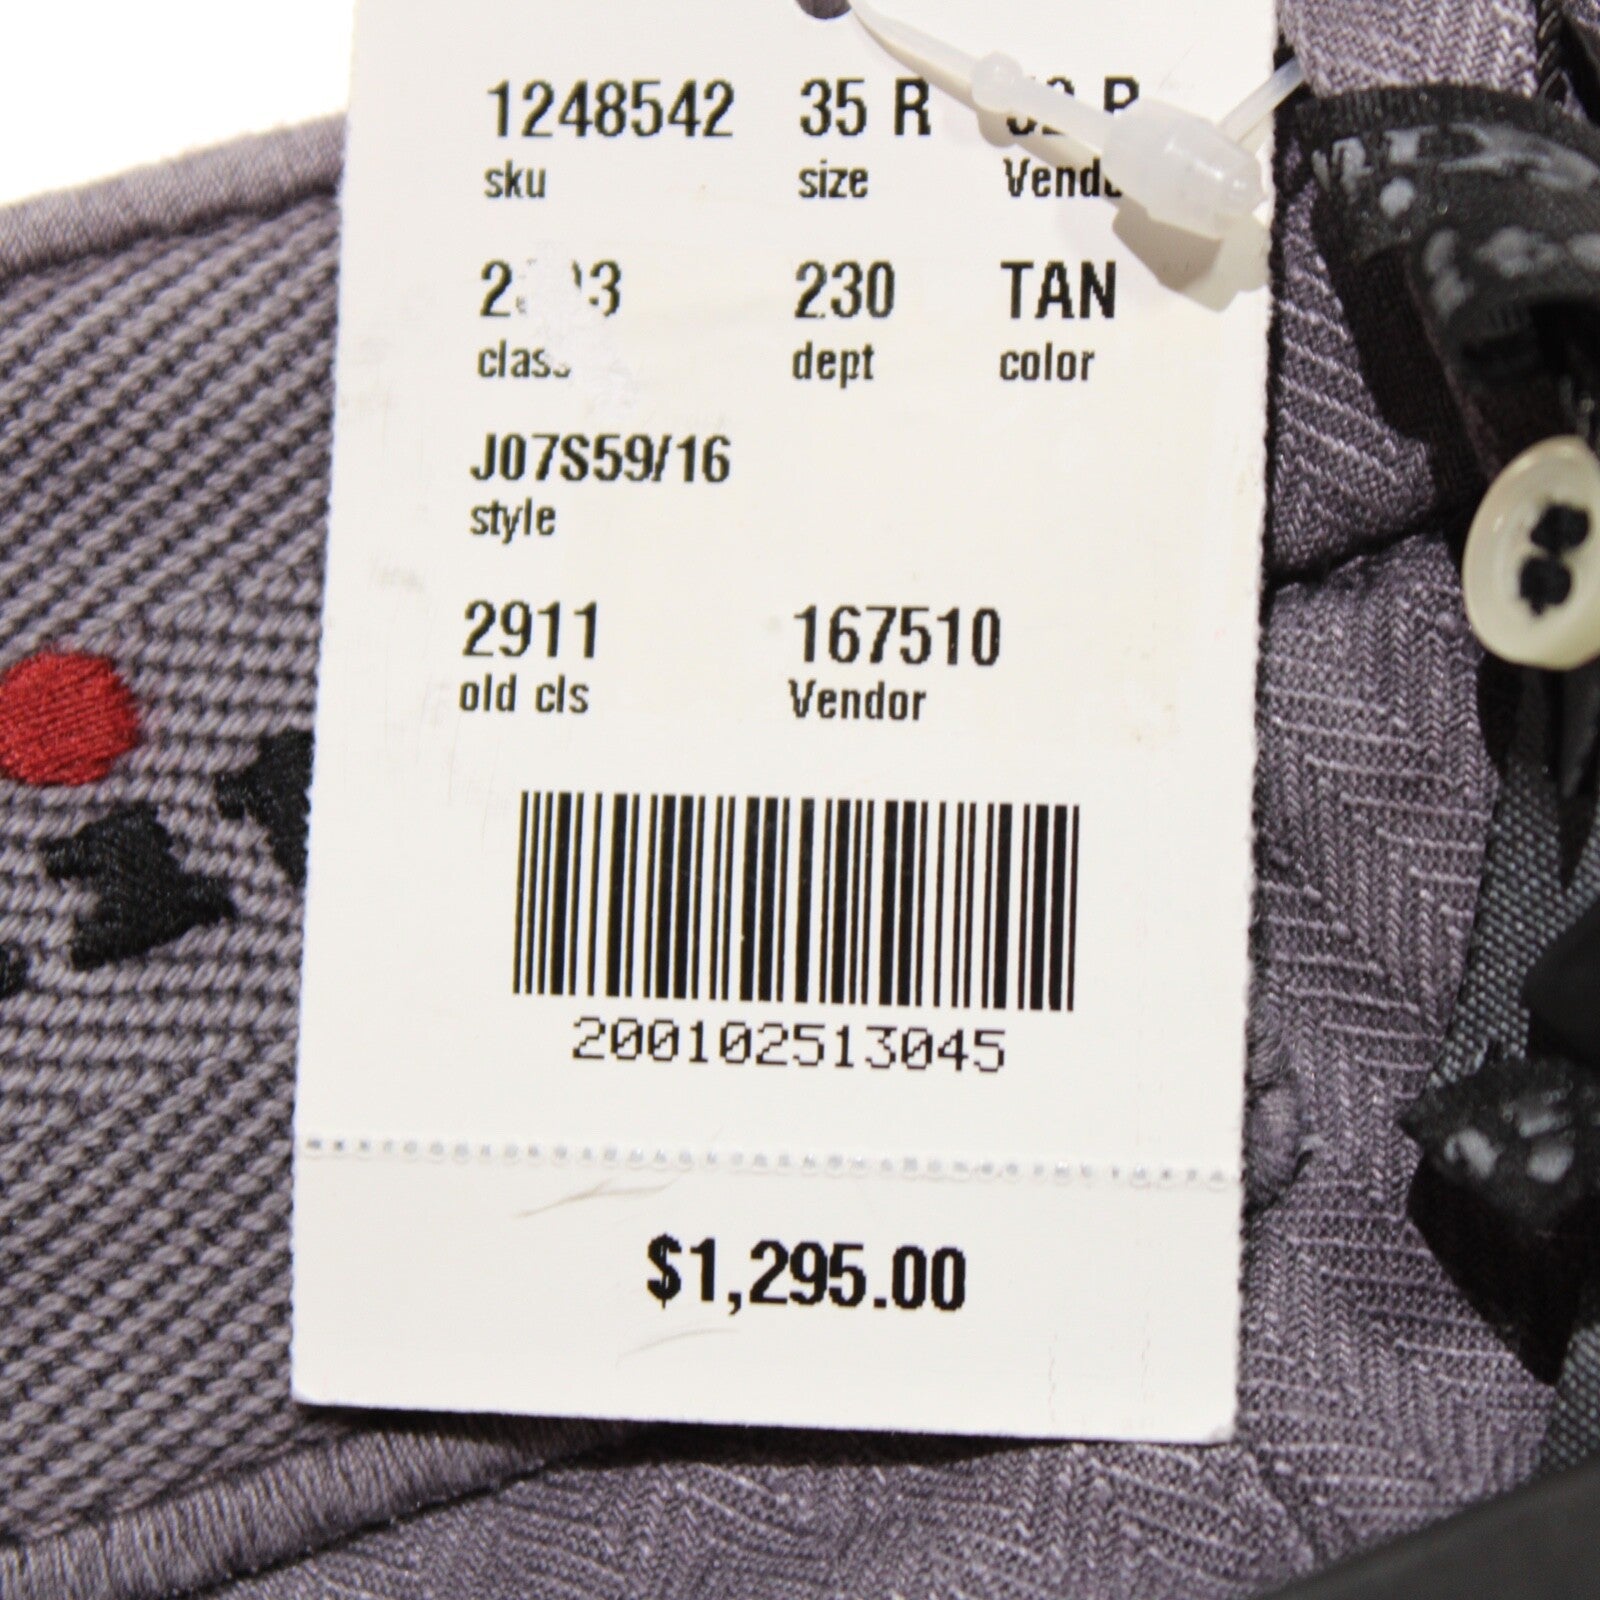 1248542 35 R
sku size
230 TAN
class dept color
J07S59/16
style
2911 167510
old cls Vendor
200102513045
$1,295.00